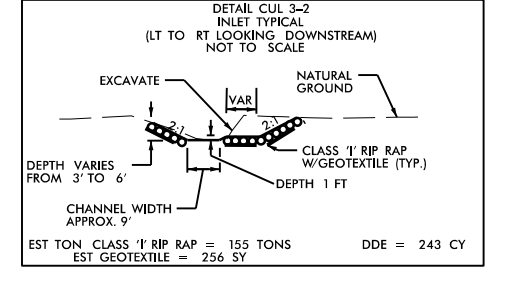 DETAIL CUL 3-2
INLET TYPICAL
(LT TO RT LOOKING DOWNSTREAM)
NOT TO SCALE
EXCAVATE
VAR
NATURAL
GROUND
2:1
2:1
CLASS 'I' RIP RAP
W/GEOTEXTILE (TYP.)
DEPTH VARIES
FROM 3' TO 6'
DEPTH 1 FT
CHANNEL WIDTH
APPROX. 9'
EST TON CLASS 'I' RIP RAP = 155 TONS DDE = 243 CY
EST GEOTEXTILE = 256 SY